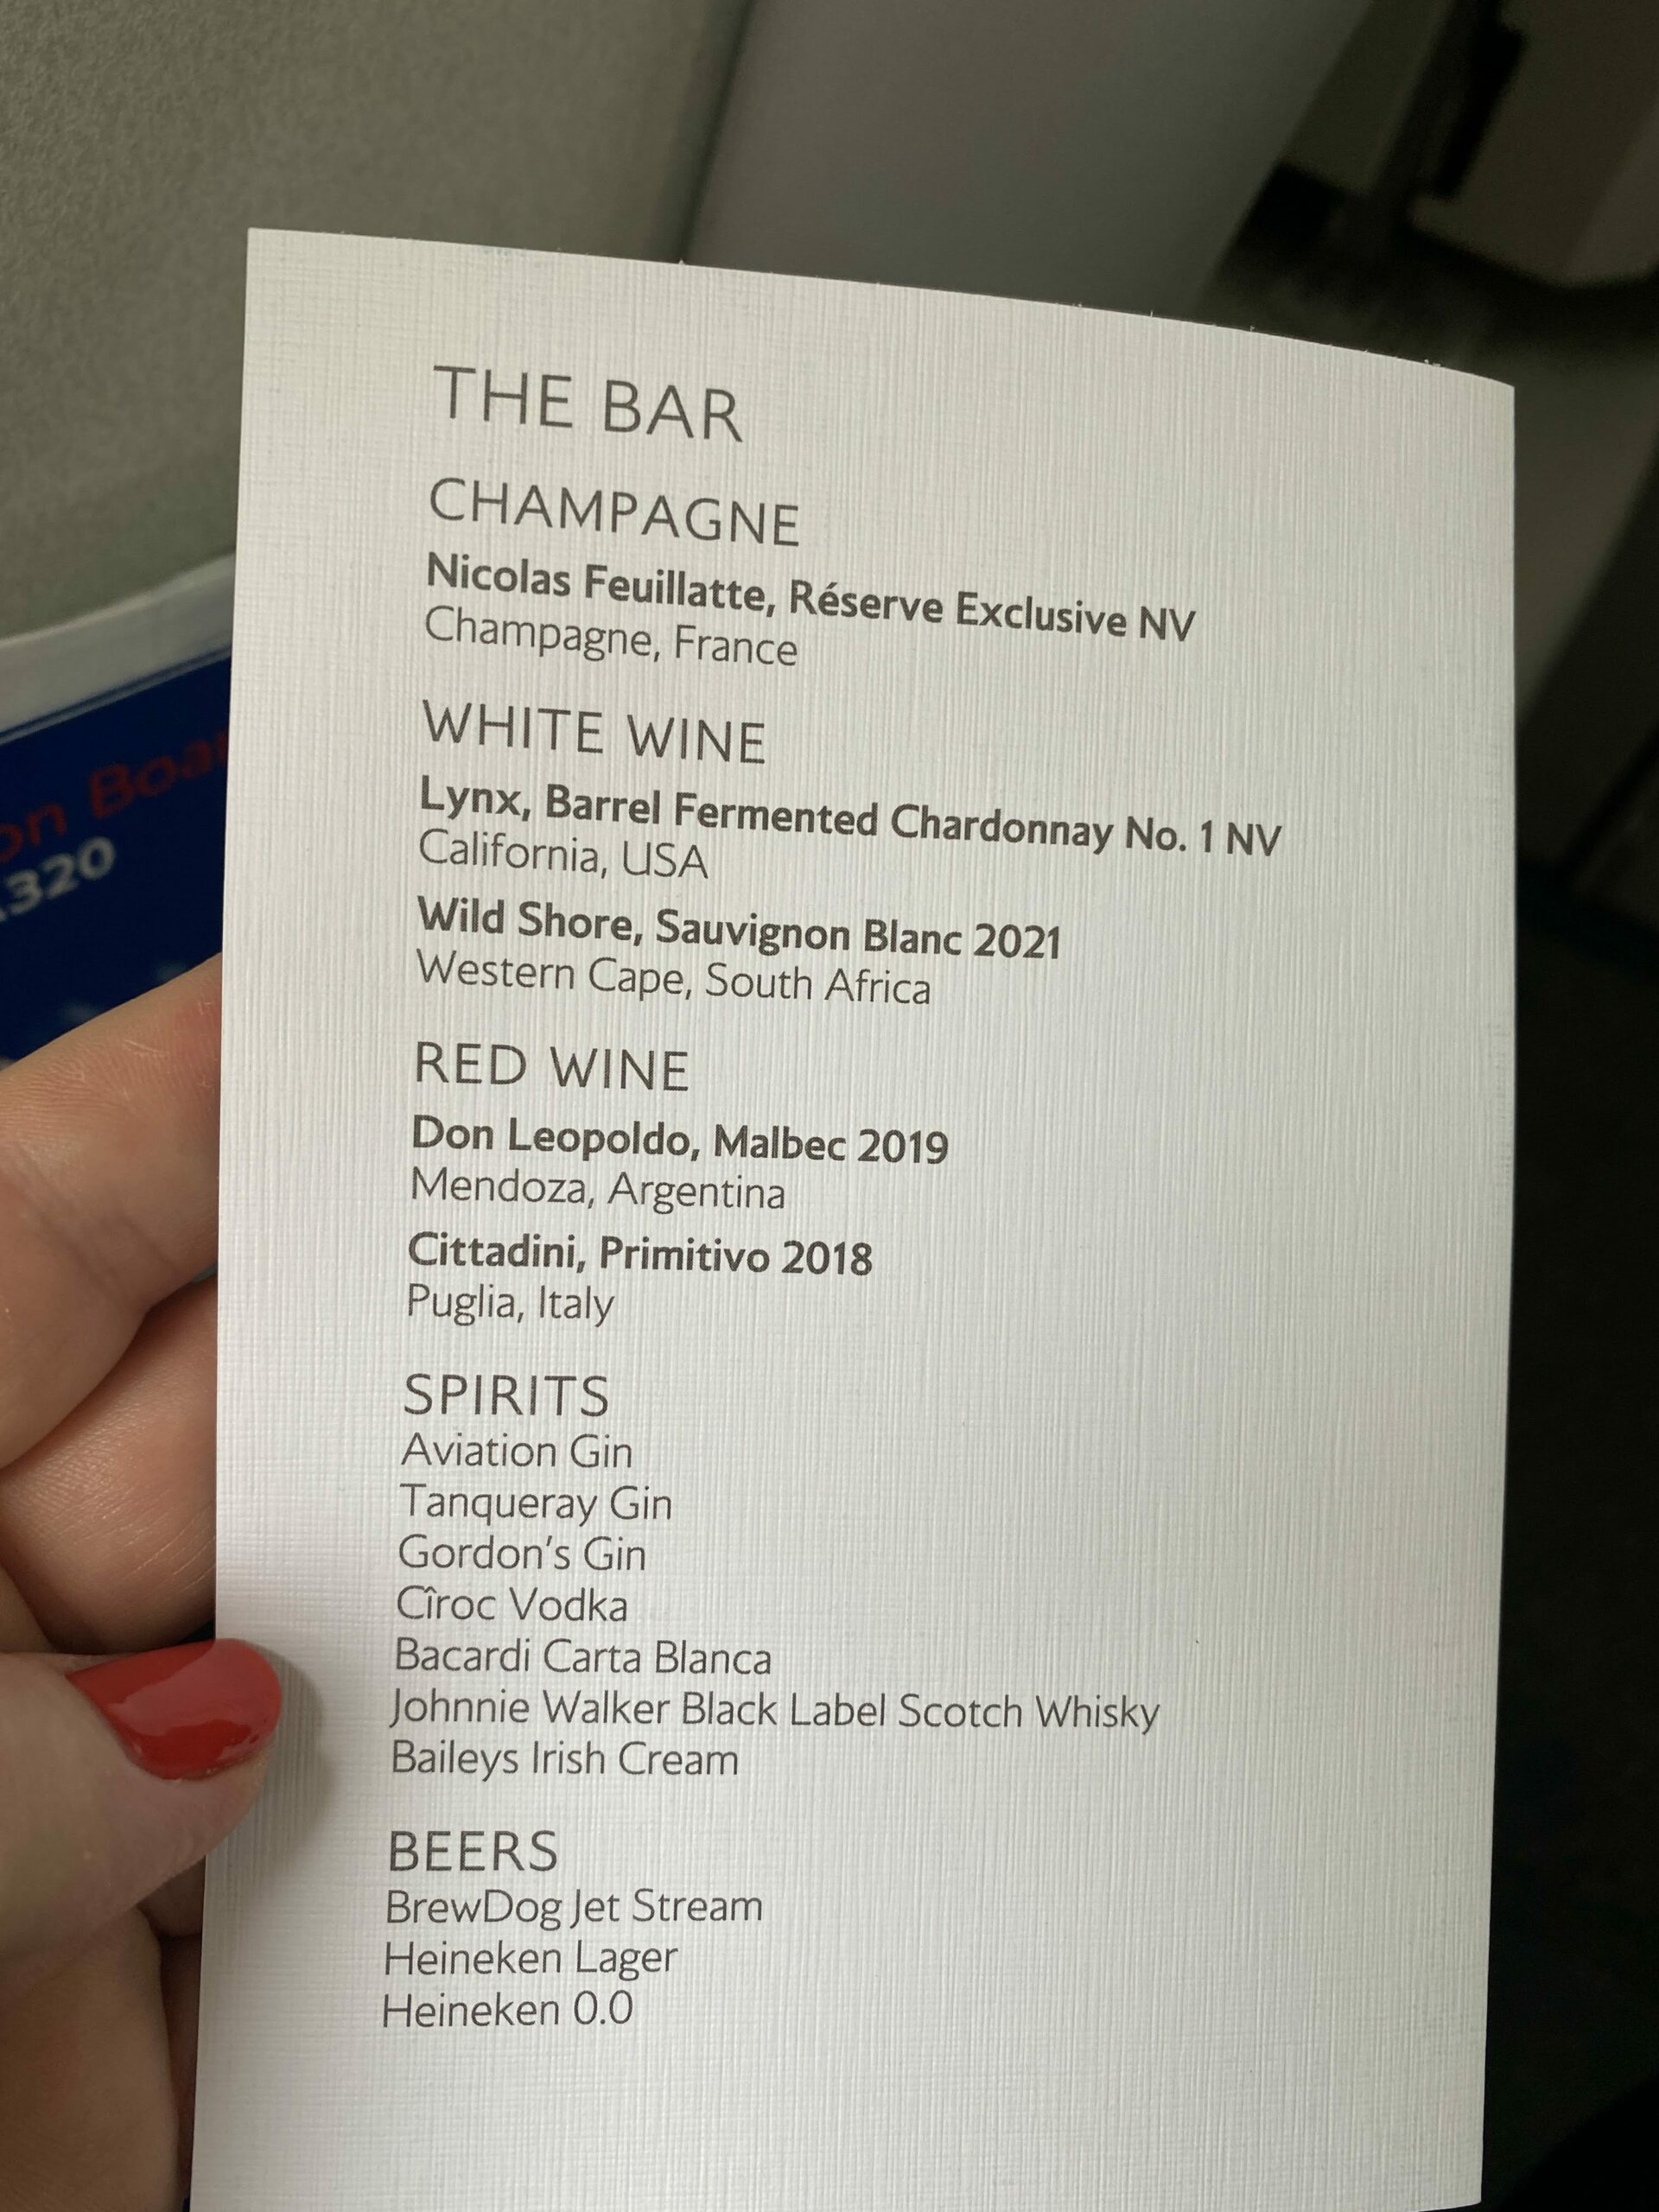 THE BAR
CHAMPAGNE
Nicolas Feuillatte, Réserve Exclusive NV
Champagne, France
WHITE WINE
Lynx, Barrel Fermented Chardonnay No. 1 NV
California, USA
Wild Shore, Sauvignon Blanc 2021
Western Cape, South Africa
RED WINE
Don Leopoldo, Malbec 2019
Mendoza, Argentina
Cittadini, Primitivo 2018
Puglia, Italy
SPIRITS
Aviation Gin
Tanqueray Gin
Gordon's Gin
Cîroc Vodka
Bacardi Carta Blanca
Johnnie Walker Black Label Scotch Whisky
Baileys Irish Cream
BEERS
BrewDog Jet Stream
Heineken Lager
Heineken 0.0
on
320